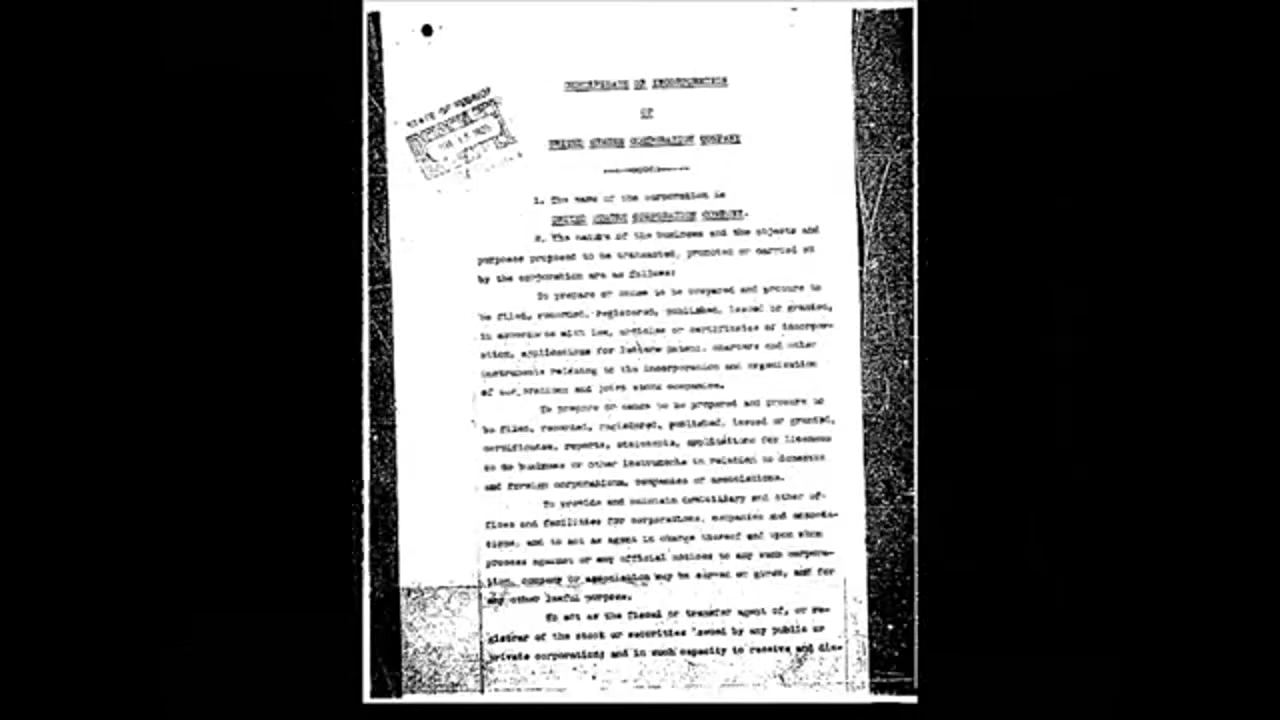 CERTIFICATE OF INCORPORATION
OF
UNITED STATES CORPORATION COMPANY
1. The name of the corporation is
UNITED STATES CORPORATION COMPANY.
2. The nature of the business and the objects and
purposes proposed to be transacted, promoted or carried on
by the corporation are as follows:
To prepare or cause to be prepared and procure to
be filed, recorded, registered, published, issued or granted,
in accordance with law, articles or certificates of incorpor-
ation, applications for letters patent, charters and other
instruments relating to the incorporation and organization
of corporations and joint stock companies.
To prepare or cause to be prepared and procure to
be filed, recorded, registered, published, issued or granted,
certificates, reports, statements, applications for licenses
to do business or other instruments in relation to domestic
and foreign corporations, companies or associations.
To provide and maintain domiciliary and other of-
fices and facilities for corporations, companies and associa-
tions, and to act as agent in charge thereof and upon whom
process against or any official notices to any such corpora-
tion, company or association may be served or given, and for
any other lawful purpose.
To act as the fiscal or transfer agent of, or re-
gistrar of the stock or securities issued by any public or
private corporation; and in such capacity to receive and dis-